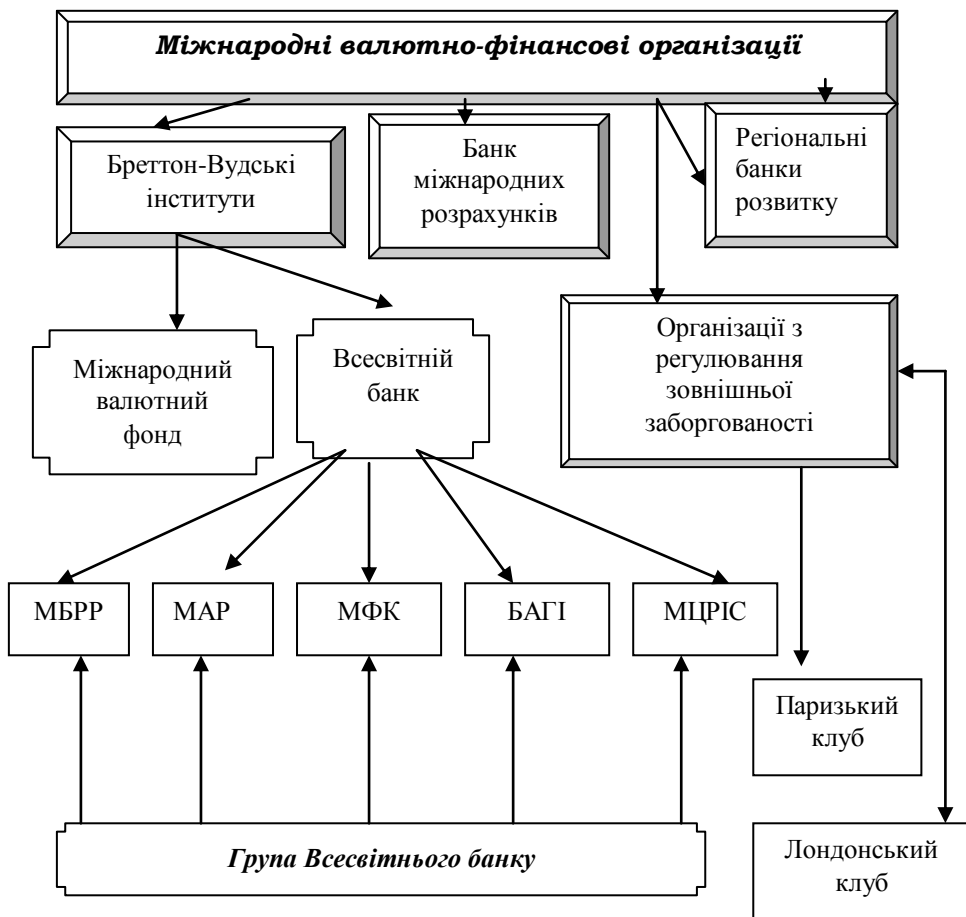 Міжнародні валютно-фінансові організації
Бреттон-Вудські
інститути
Банк
міжнародних
розрахунків
Регіональні
банки
розвитку
Міжнародний
валютний
фонд
Всесвітній
банк
Організації з
регулювання
зовнішньої
заборгованості
МБРР
МАР
МФК
БАГІ
МЦРІС
Паризький
клуб
Група Всесвітнього банку
Лондонський
клуб